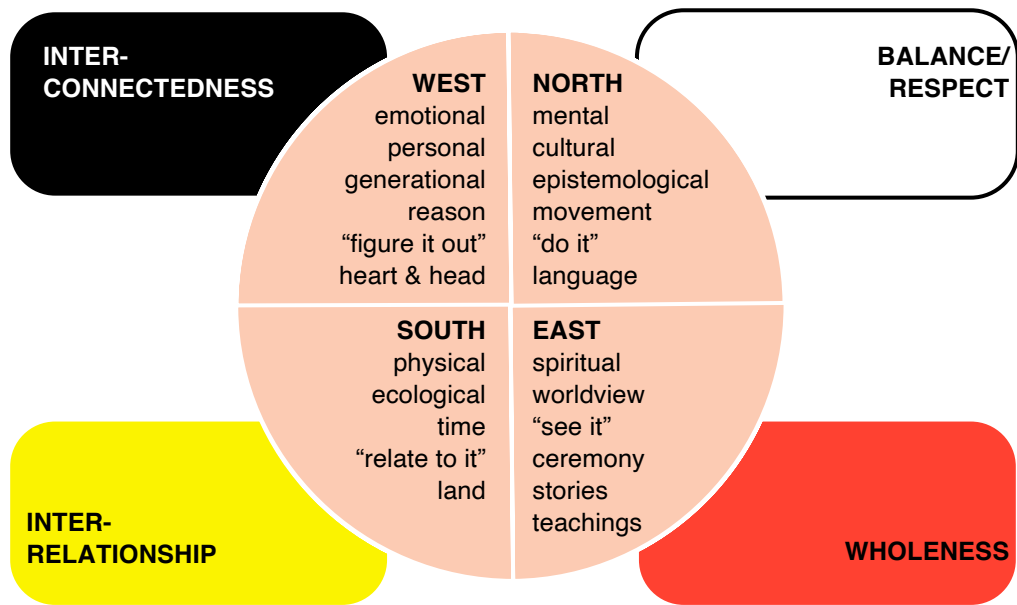 INTER-
CONNECTEDNESS
WEST
emotional
personal
generational
reason
“figure it out”
heart & head
NORTH
mental
cultural
epistemological
movement
“do it”
language
BALANCE/
RESPECT
INTER-
RELATIONSHIP
SOUTH
physical
ecological
time
“relate to it”
land
EAST
spiritual
worldview
“see it”
ceremony
stories
teachings
WHOLENESS